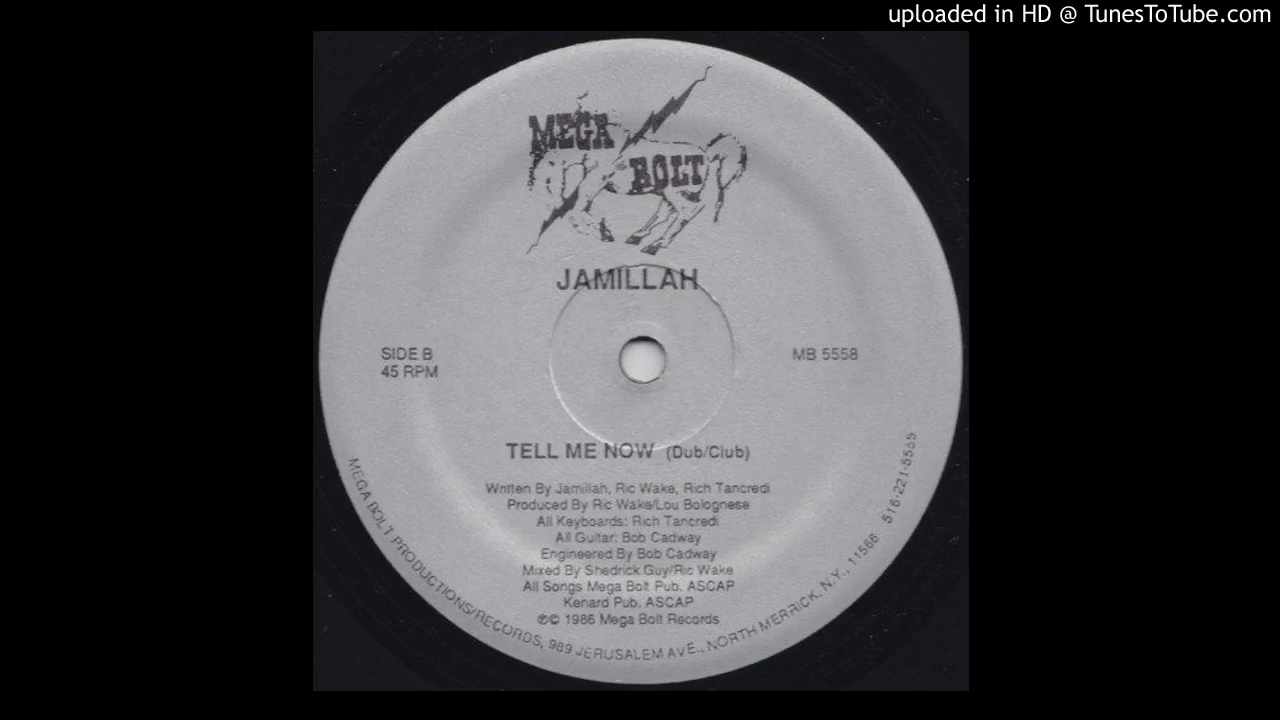 uploaded in HD @ TunesToTube.com
MEGA
BOLT
JAMILLAH
SIDE B
45 RPM
MB 5558
TELL ME NOW (Dub/Club)
Written By Jamillah, Ric Wake, Rich Tancredi
Produced By Ric Wake/Lou Bolognese
All Keyboards: Rich Tancredi
All Guitar: Bob Cadway
Engineered By Bob Cadway
Mixed By Shedrick Guy/Ric Wake
All Songs Mega Bolt Pub. ASCAP
Kenard Pub. ASCAP
℗© 1986 Mega Bolt Records
MEGA BOLT PRODUCTIONS/RECORDS, 989 JERUSALEM AVE., NORTH MERRICK, N.Y., 11566 516-221-5555